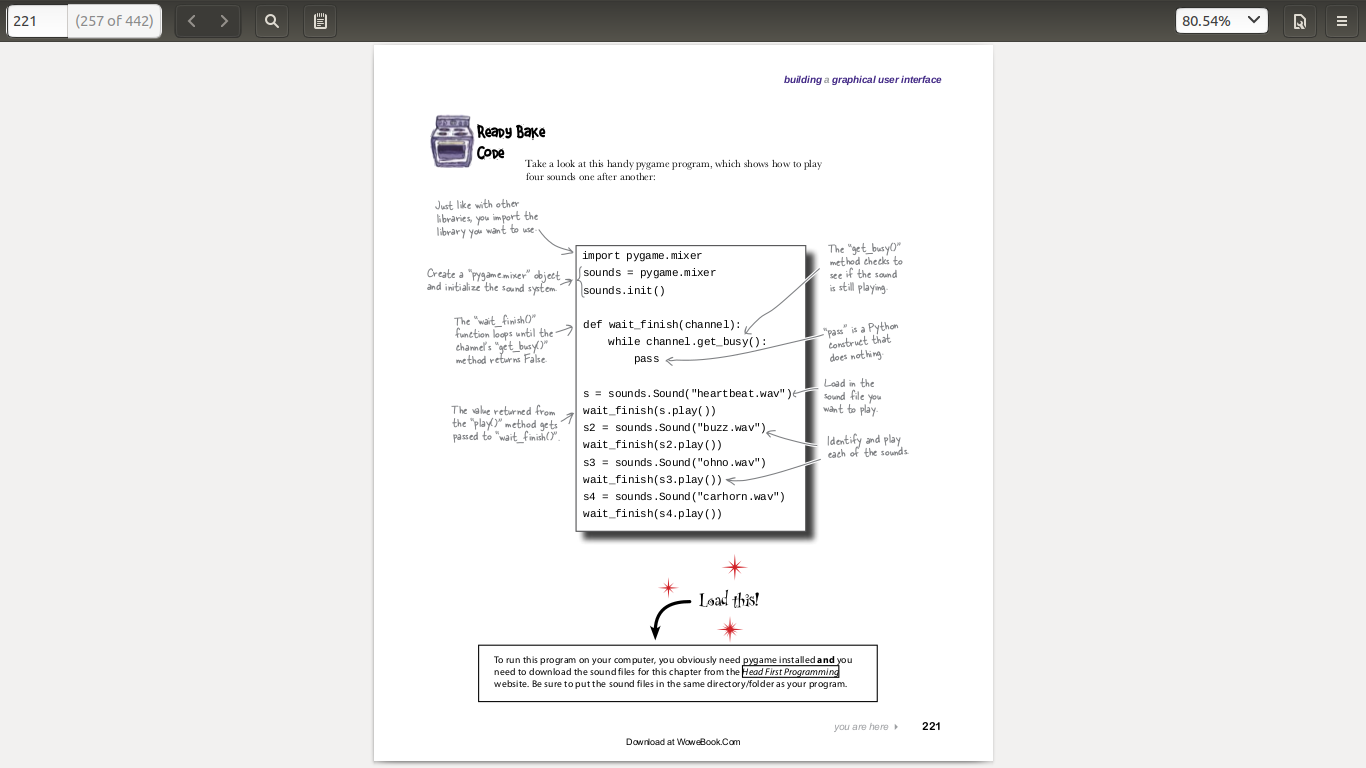 221 (257 of 442)
80.54%
building a graphical user interface
Ready Bake
Code
Take a look at this handy pygame program, which shows how to play
four sounds one after another:
Just like with other
libraries, you import the
library you want to use.
Create a "pygame.mixer" object
and initialize the sound system.
The "wait_finish()"
function loops until the
channel's "get_busy()"
method returns False.
The value returned from
the "play()" method gets
passed to "wait_finish()".
import pygame.mixer
sounds = pygame.mixer
sounds.init()
def wait_finish(channel):
while channel.get_busy():
pass
s = sounds.Sound("heartbeat.wav")
wait_finish(s.play())
s2 = sounds.Sound("buzz.wav")
wait_finish(s2.play())
s3 = sounds.Sound("ohno.wav")
wait_finish(s3.play())
s4 = sounds.Sound("carhorn.wav")
wait_finish(s4.play())
The "get_busy()"
method checks to
see if the sound
is still playing.
"pass" is a Python
construct that
does nothing.
Load in the
sound file you
want to play.
Identify and play
each of the sounds.
Load this!
To run this program on your computer, you obviously need pygame installed and you
need to download the sound files for this chapter from the Head First Programming
website. Be sure to put the sound files in the same directory/folder as your program.
you are here 221
Download at WoweBook.Com